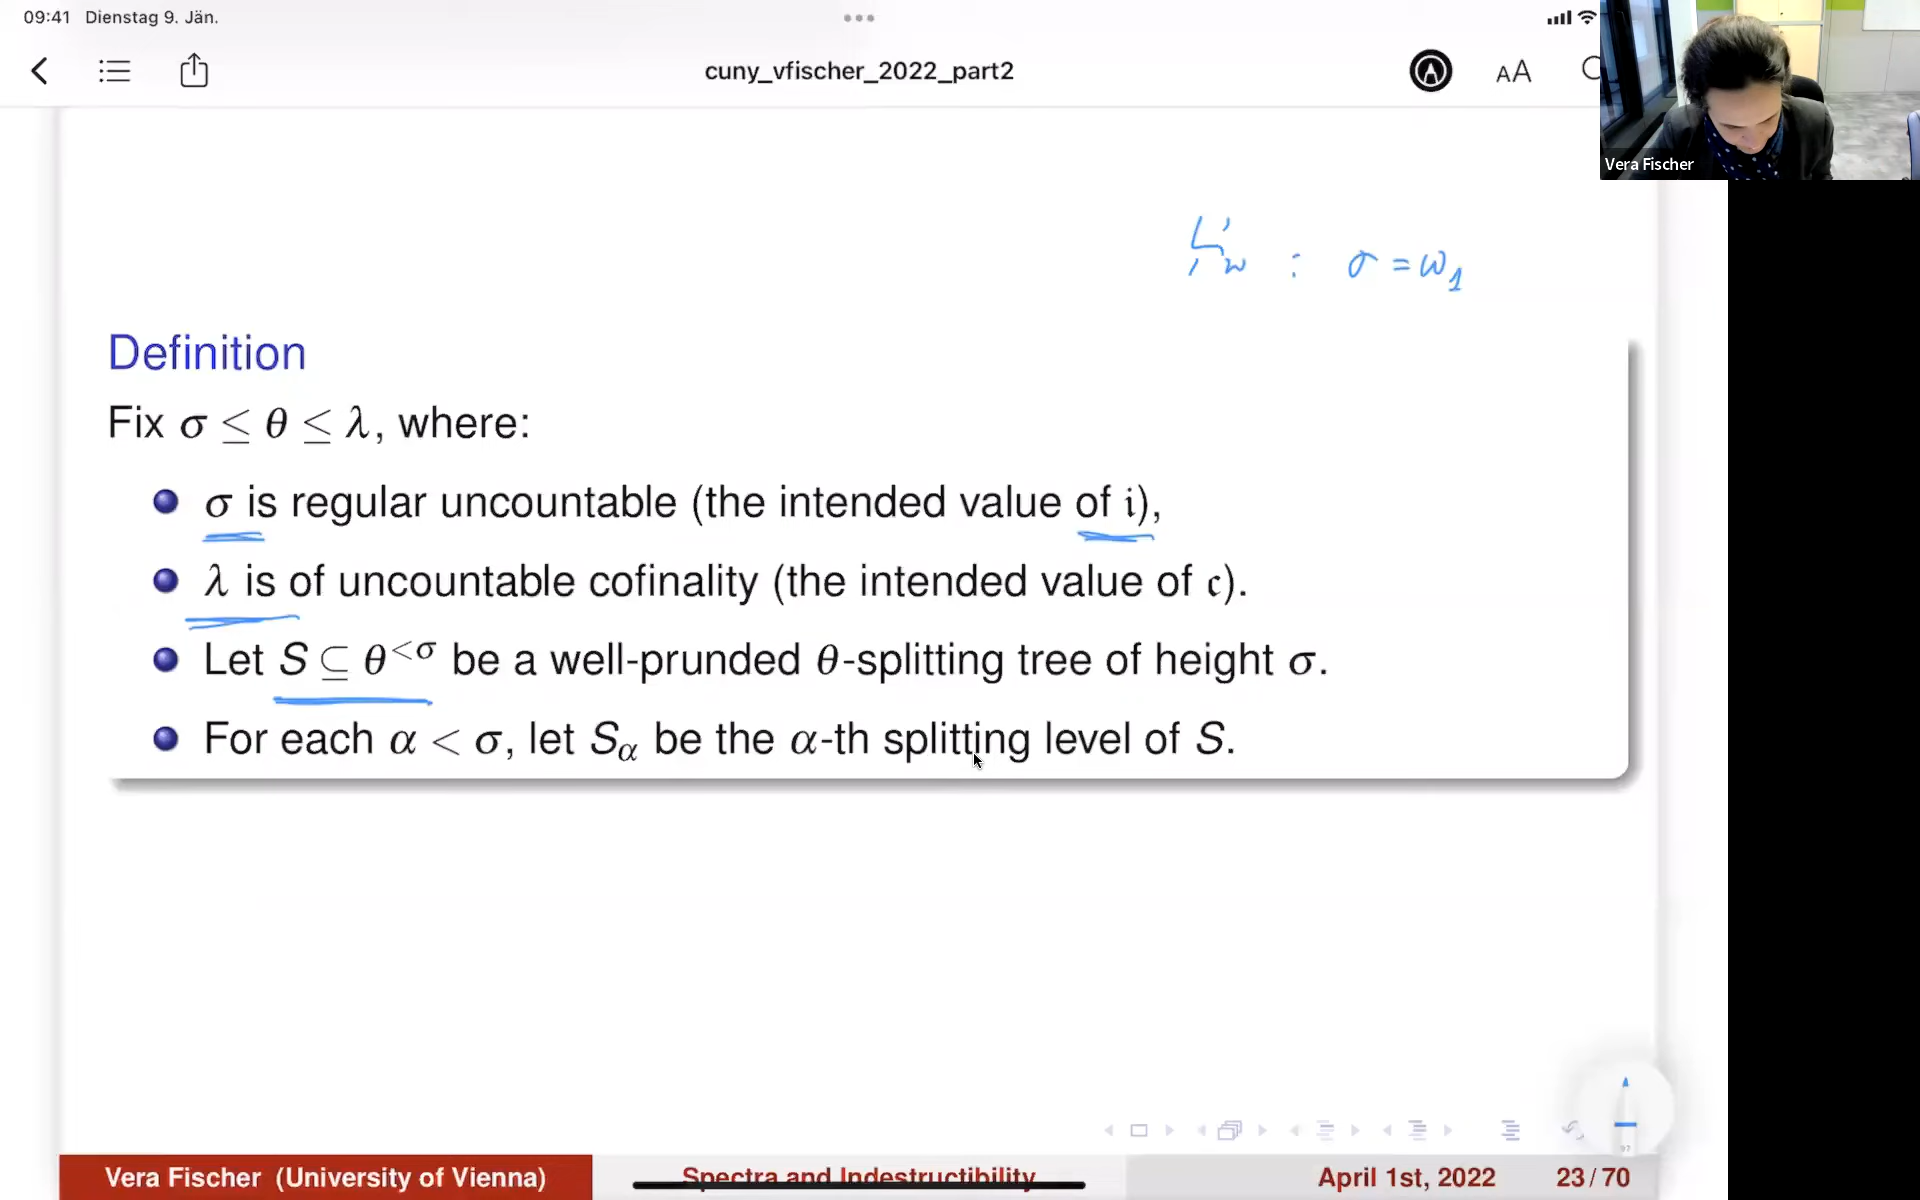 09:41 Dienstag 9. Jän.
cuny_vfischer_2022_part2
AA
Vera Fischer
: σ = ω₁
Definition
Fix σ ≤ θ ≤ λ, where:
σ is regular uncountable (the intended value of 𝔦),
λ is of uncountable cofinality (the intended value of 𝔠).
Let S ⊆ θ^{<σ} be a well-prunded θ-splitting tree of height σ.
For each α < σ, let S_α be the α-th splitting level of S.
97
Vera Fischer (University of Vienna)
Spectra and Indestructibility
April 1st, 2022
23 / 70